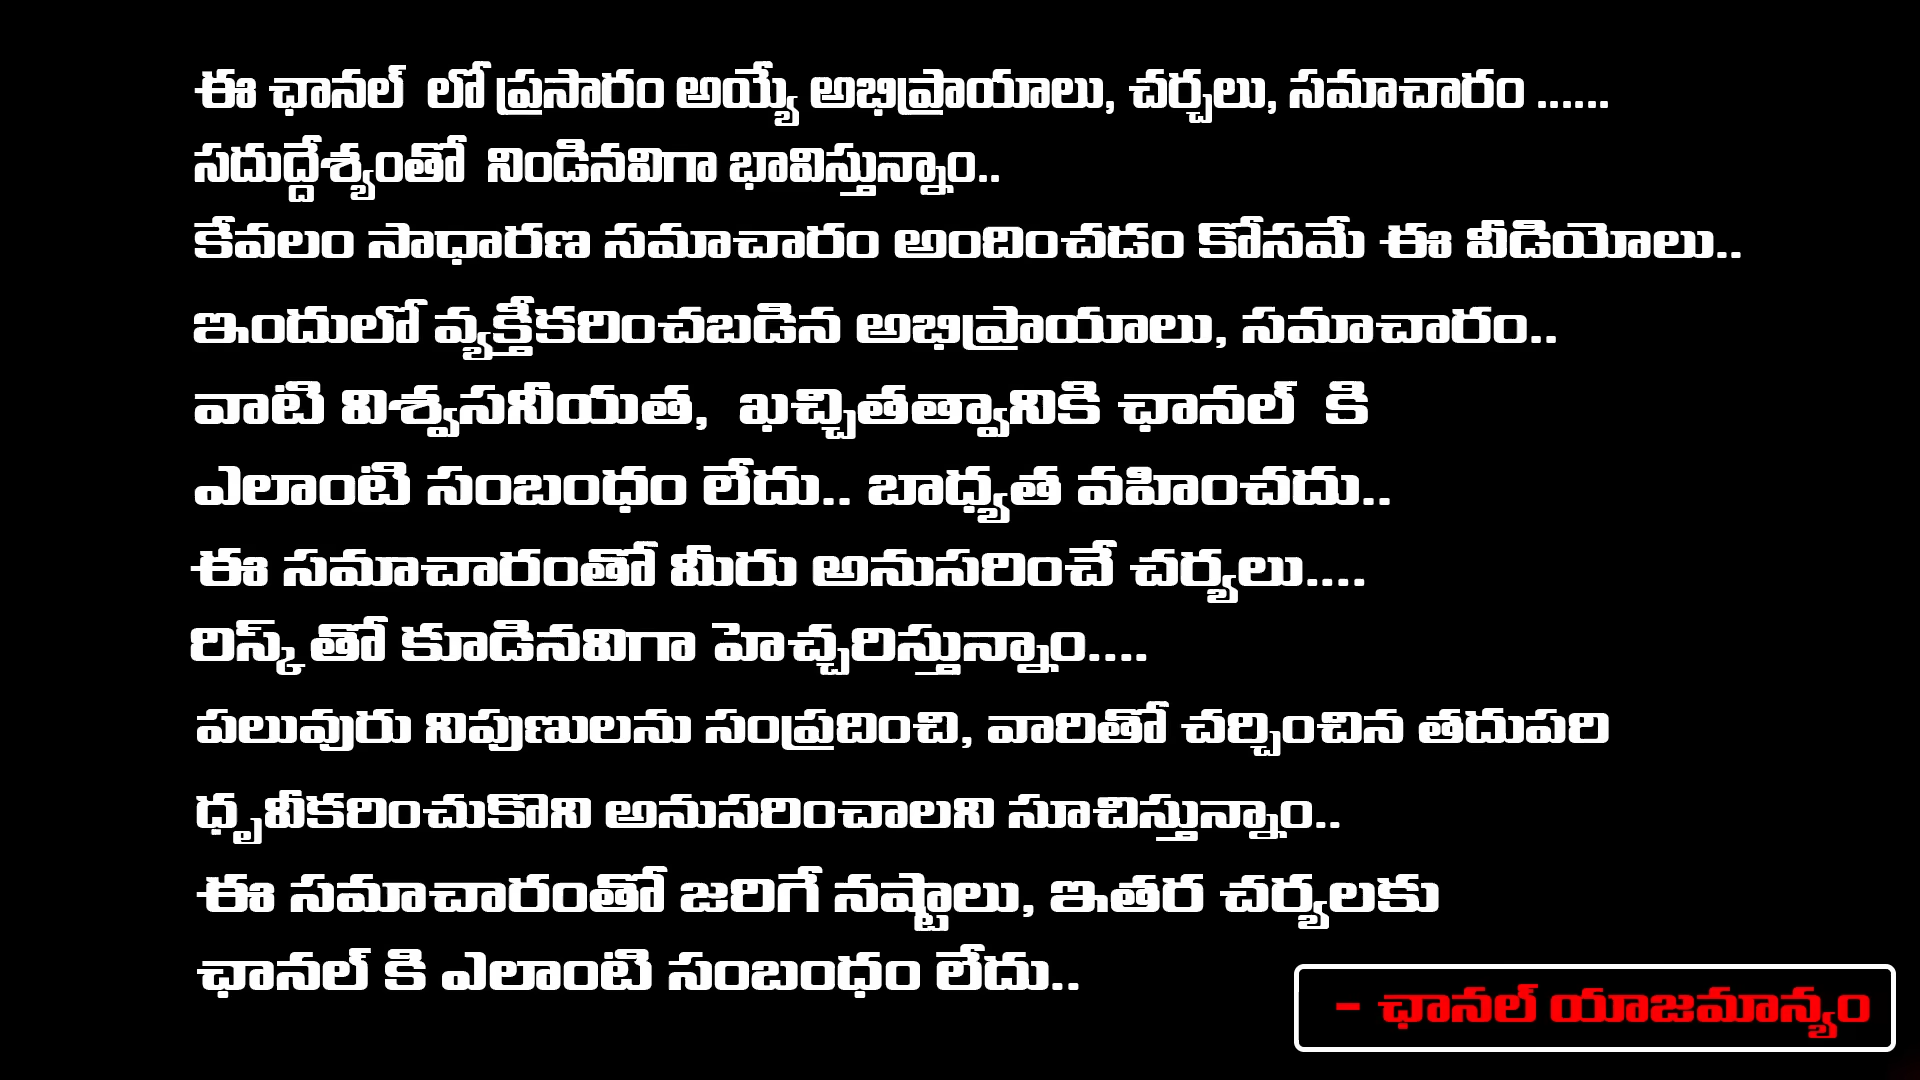 ఈ ఛానల్ లో ప్రసారం అయ్యే అభిప్రాయాలు, చర్చలు, సమాచారం ......
సదుద్దేశ్యంతో నిండినవిగా భావిస్తున్నాం..
కేవలం సాధారణ సమాచారం అందించడం కోసమే ఈ వీడియోలు..
ఇందులో వ్యక్తీకరించబడిన అభిప్రాయాలు, సమాచారం..
వాటి విశ్వసనీయత, ఖచ్చితత్వానికి ఛానల్ కి
ఎలాంటి సంబంధం లేదు.. బాధ్యత వహించదు..
ఈ సమాచారంతో మీరు అనుసరించే చర్యలు....
రిస్క్ తో కూడినవిగా హెచ్చరిస్తున్నాం....
పలువురు నిపుణులను సంప్రదించి, వారితో చర్చించిన తదుపరి
ధృవీకరించుకొని అనుసరించాలని సూచిస్తున్నాం..
ఈ సమాచారంతో జరిగే నష్టాలు, ఇతర చర్యలకు
ఛానల్ కి ఎలాంటి సంబంధం లేదు..
- ఛానల్ యాజమాన్యం